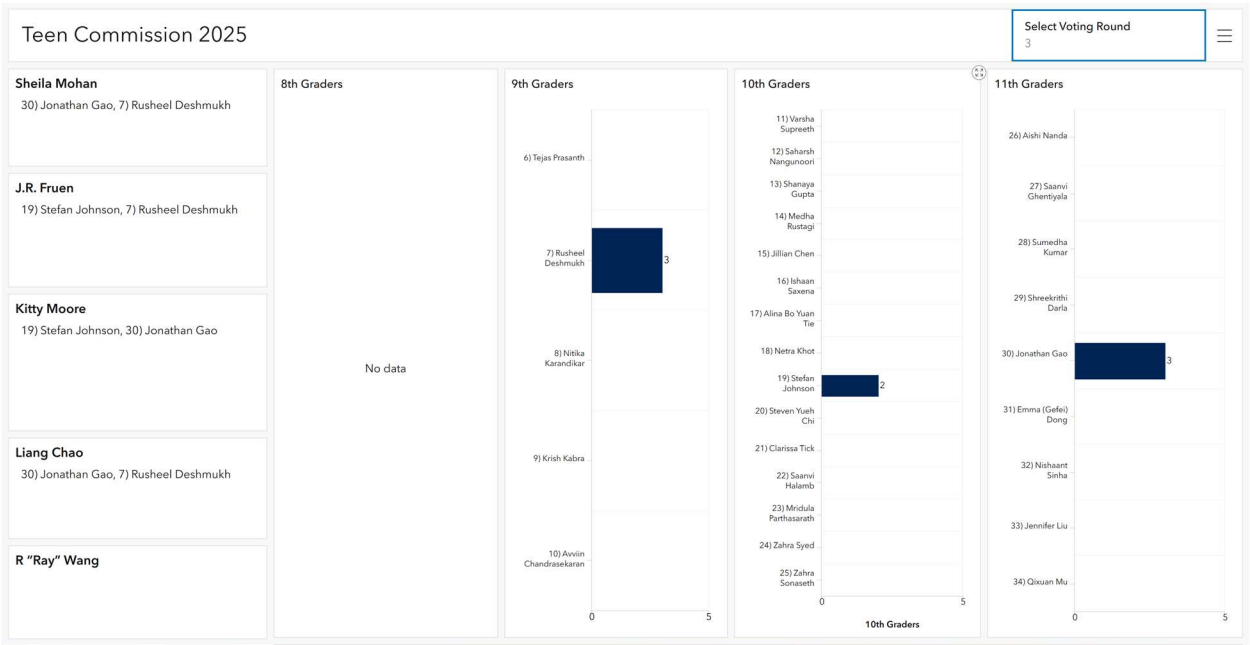 Teen Commission 2025
Select Voting Round
3
Sheila Mohan
30) Jonathan Gao, 7) Rusheel Deshmukh
J.R. Fruen
19) Stefan Johnson, 7) Rusheel Deshmukh
Kitty Moore
19) Stefan Johnson, 30) Jonathan Gao
Liang Chao
30) Jonathan Gao, 7) Rusheel Deshmukh
R “Ray” Wang
8th Graders
No data
9th Graders
6) Tejas Prasanth
7) Rusheel
Deshmukh
3
8) Nitika
Karandikar
9) Krish Kabra
10) Avviin
Chandrasekaran
0
5
10th Graders
11) Varsha
Supreeth
12) Saharsh
Nangunoori
13) Shanaya
Gupta
14) Medha
Rustagi
15) Jillian Chen
16) Ishaan
Saxena
17) Alina Bo Yuan
Tie
18) Netra Khot
19) Stefan
Johnson
2
20) Steven Yueh
Chi
21) Clarissa Tick
22) Saanvi
Halamb
23) Mridula
Parthasarath
24) Zahra Syed
25) Zahra
Sonaseth
0
5
10th Graders
11th Graders
26) Aishi Nanda
27) Saanvi
Ghentiyala
28) Sumedha
Kumar
29) Shreekrithi
Darla
30) Jonathan Gao
3
31) Emma (Gefei)
Dong
32) Nishaant
Sinha
33) Jennifer Liu
34) Qixuan Mu
0
5